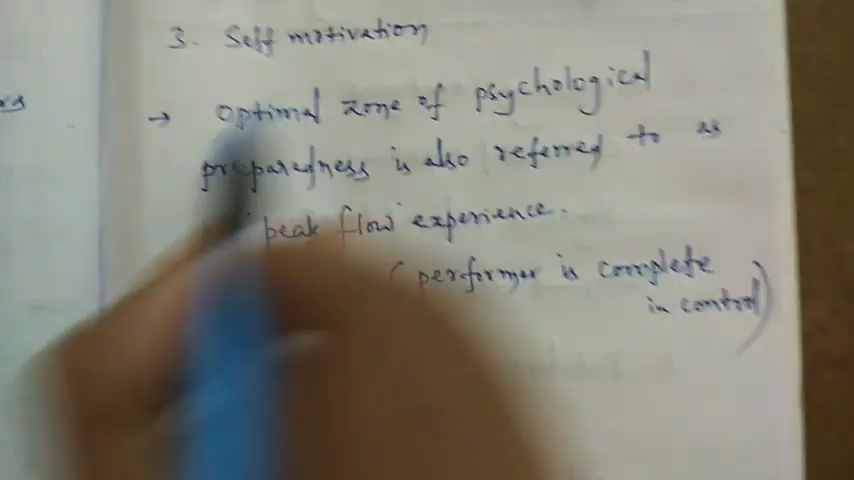 3. Self motivation
→ Optimal zone of psychological
preparedness is also referred to as
'peak flow' experience.
( performer is complete
in control)